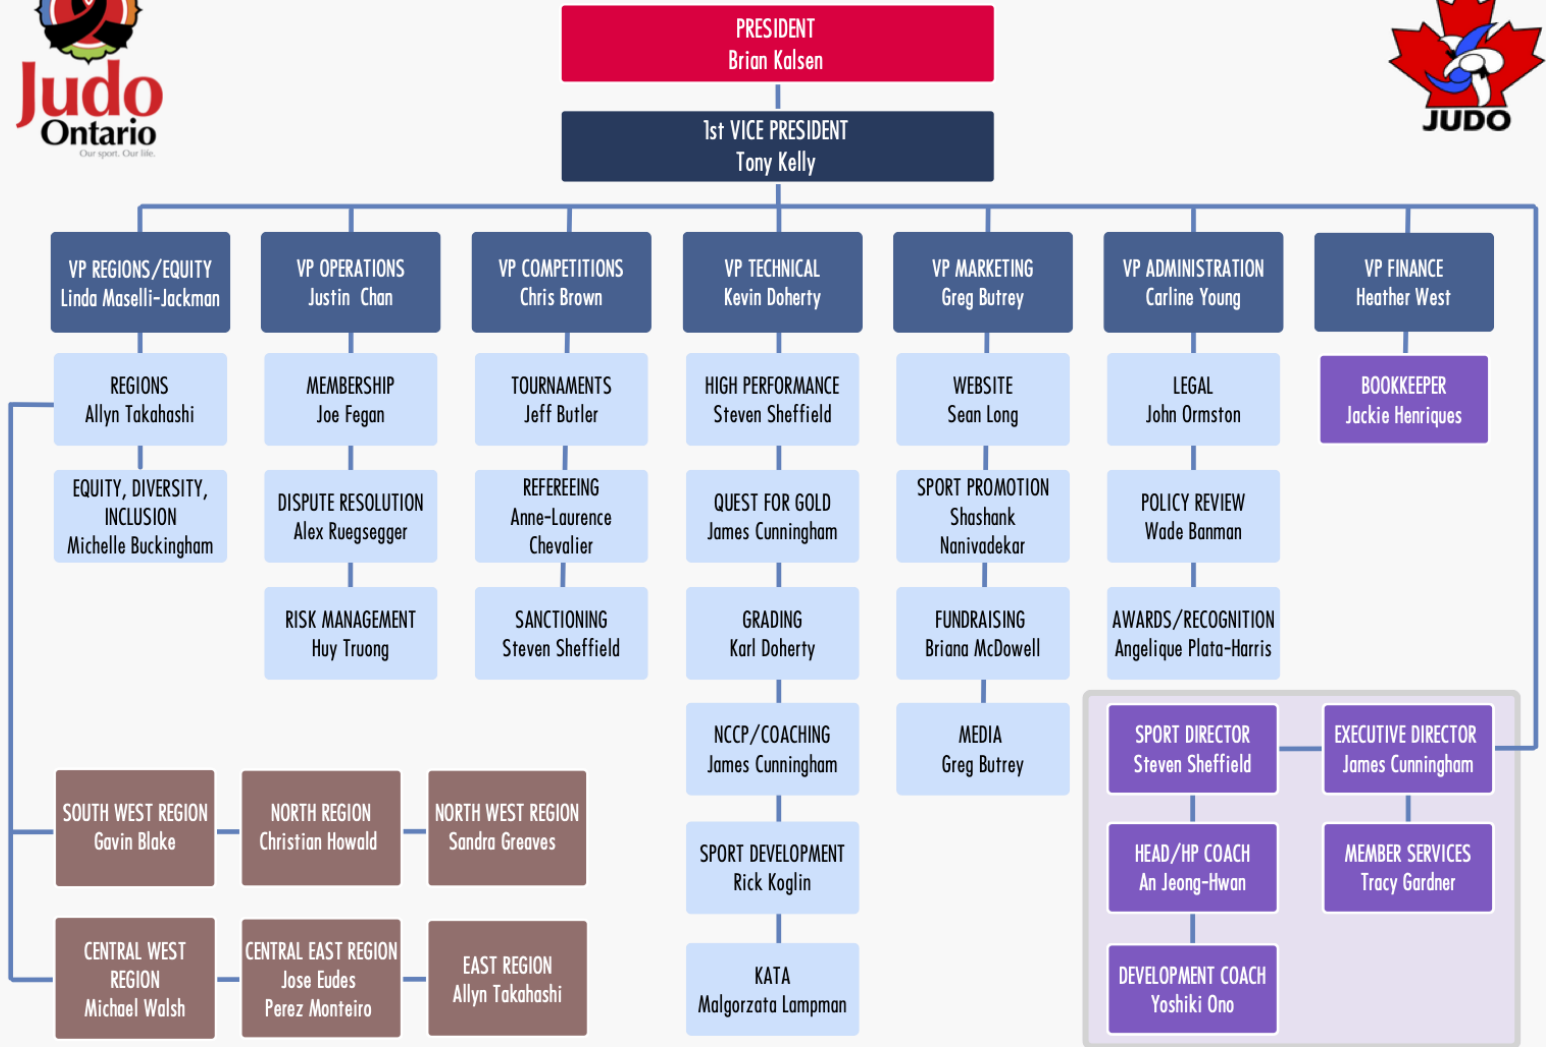 Judo
Ontario
Our sport. Our life.
PRESIDENT
Brian Kalsen
JUDO
1st VICE PRESIDENT
Tony Kelly
VP REGIONS/EQUITY
Linda Maselli-Jackman
VP OPERATIONS
Justin Chan
VP COMPETITIONS
Chris Brown
VP TECHNICAL
Kevin Doherty
VP MARKETING
Greg Butrey
VP ADMINISTRATION
Carline Young
VP FINANCE
Heather West
REGIONS
Allyn Takahashi
MEMBERSHIP
Joe Fegan
TOURNAMENTS
Jeff Butler
HIGH PERFORMANCE
Steven Sheffield
WEBSITE
Sean Long
LEGAL
John Ormston
BOOKKEEPER
Jackie Henriques
EQUITY, DIVERSITY,
INCLUSION
Michelle Buckingham
DISPUTE RESOLUTION
Alex Ruegsegger
REFEREEING
Anne-Laurence
Chevalier
QUEST FOR GOLD
James Cunningham
SPORT PROMOTION
Shashank
Nanivadekar
POLICY REVIEW
Wade Banman
RISK MANAGEMENT
Huy Truong
SANCTIONING
Steven Sheffield
GRADING
Karl Doherty
FUNDRAISING
Briana McDowell
AWARDS/RECOGNITION
Angelique Plata-Harris
NCCP/COACHING
James Cunningham
MEDIA
Greg Butrey
SPORT DIRECTOR
Steven Sheffield
EXECUTIVE DIRECTOR
James Cunningham
SOUTH WEST REGION
Gavin Blake
NORTH REGION
Christian Howald
NORTH WEST REGION
Sandra Greaves
SPORT DEVELOPMENT
Rick Koglin
HEAD/HP COACH
An Jeong-Hwan
MEMBER SERVICES
Tracy Gardner
CENTRAL WEST
REGION
Michael Walsh
CENTRAL EAST REGION
Jose Eudes
Perez Monteiro
EAST REGION
Allyn Takahashi
KATA
Malgorzata Lampman
DEVELOPMENT COACH
Yoshiki Ono